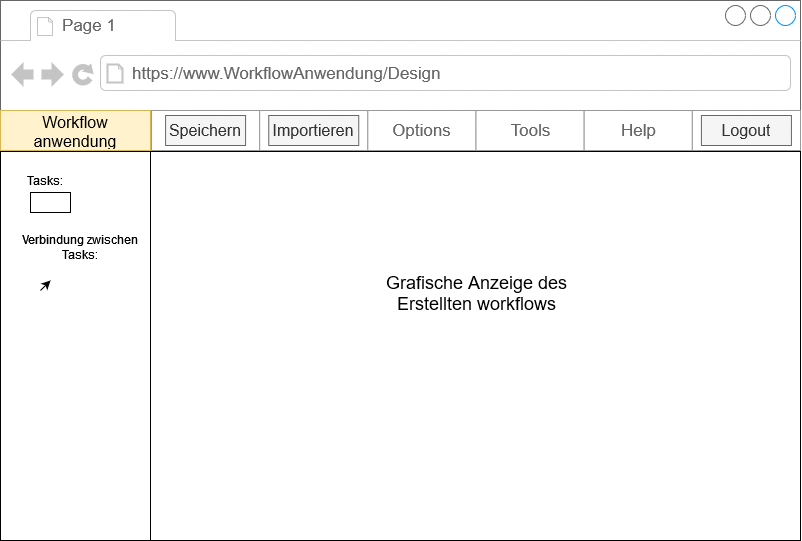 Page 1
https://www.WorkflowAnwendung/Design
Workflow
anwendung
Speichern
Importieren
Options
Tools
Help
Logout
Tasks:
Verbindung zwischen
Tasks:
Grafische Anzeige des
Erstellten workflows